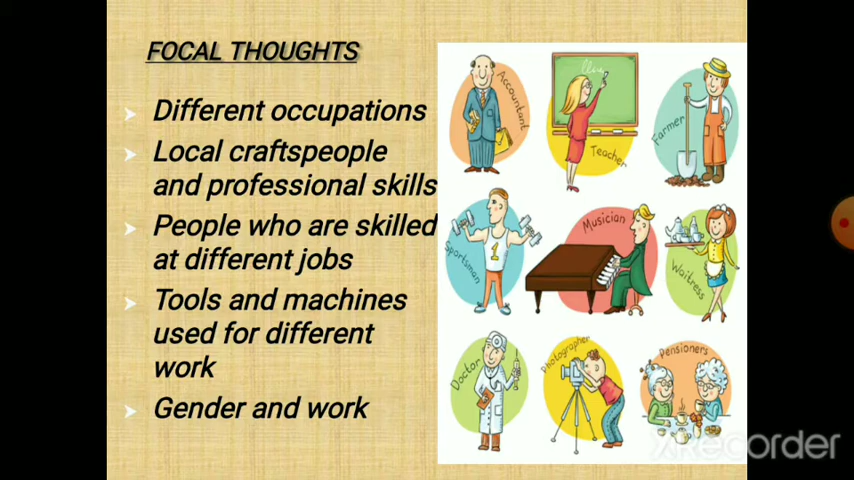 FOCAL THOUGHTS
Different occupations
Local craftspeople
and professional skills
People who are skilled
at different jobs
Tools and machines
used for different
work
Gender and work
Accountant
Teacher
Farmer
Sportsman
1
Musician
Waitress
Doctor
Photographer
Pensioners
XRecorder